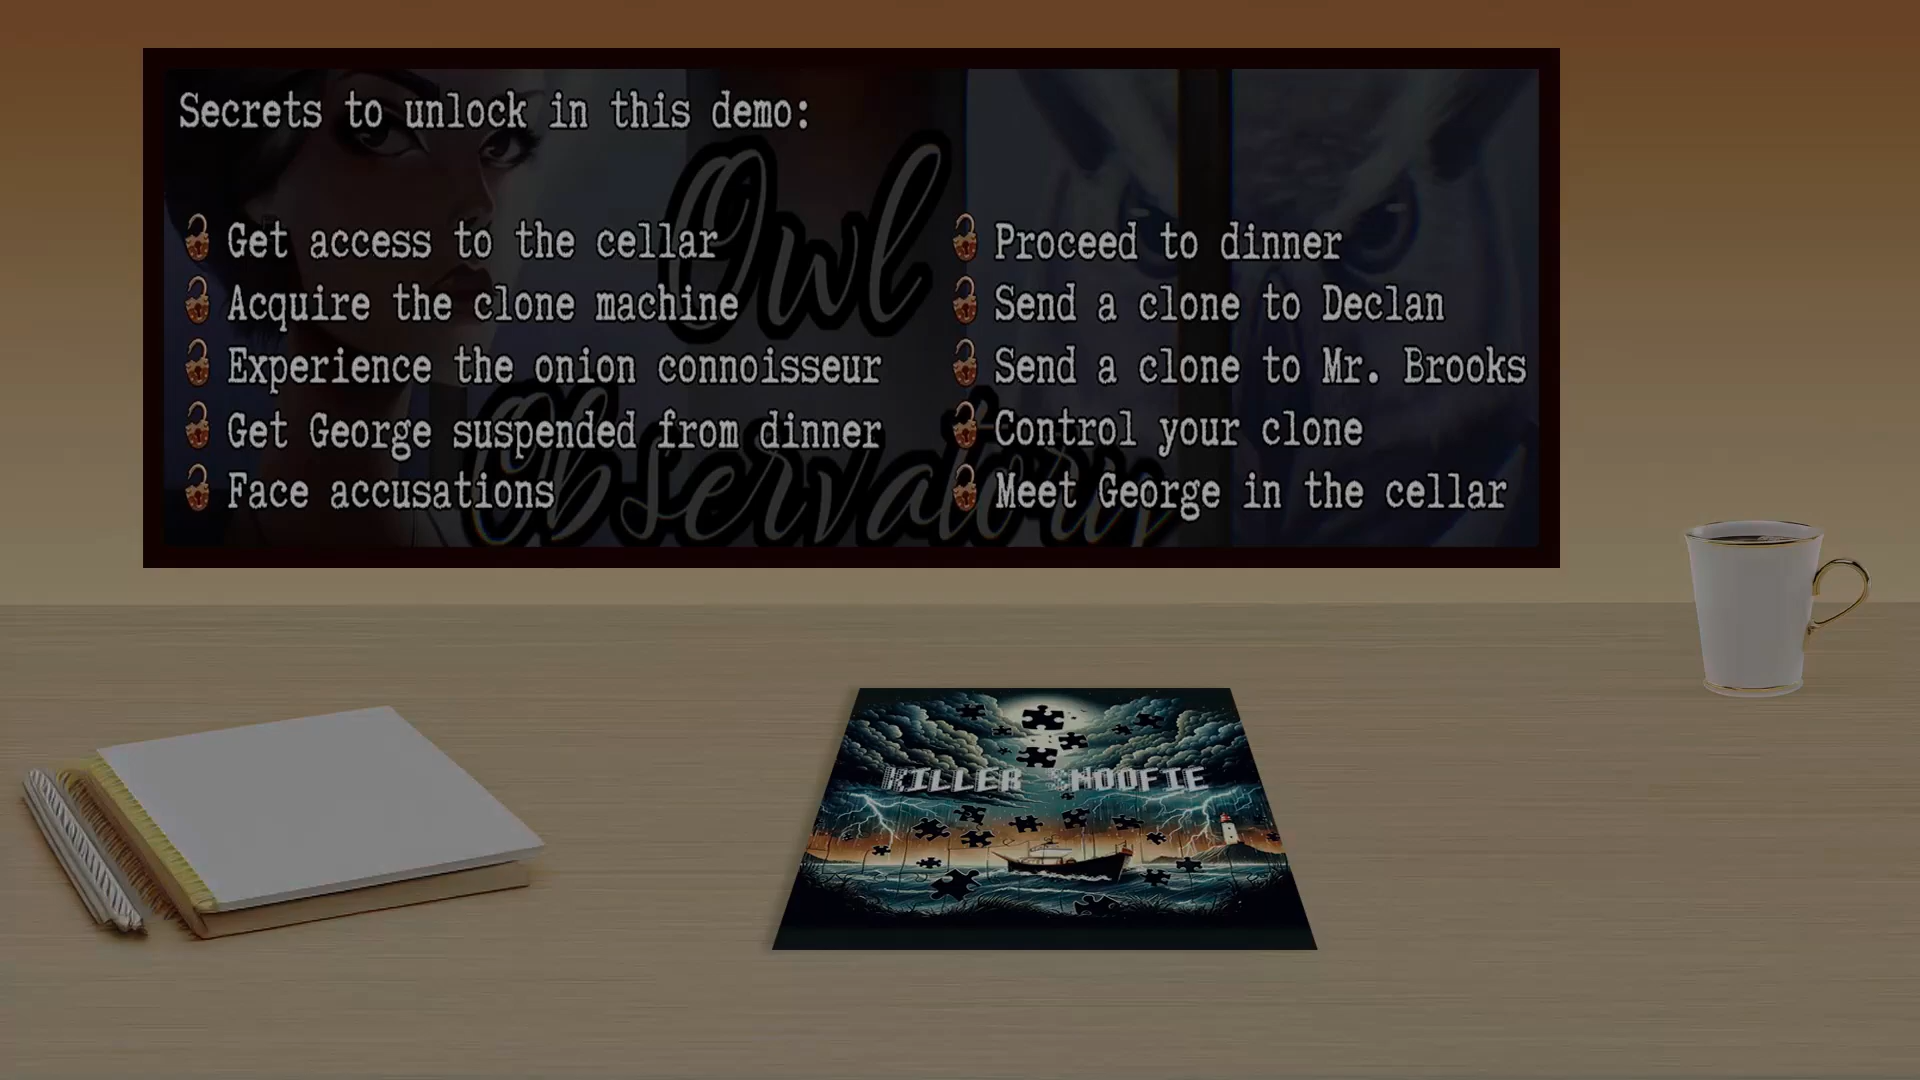 Secrets to unlock in this demo:
Get access to the cellar
Acquire the clone machine
Experience the onion connoisseur
Get George suspended from dinner
Face accusations
Proceed to dinner
Send a clone to Declan
Send a clone to Mr. Brooks
Control your clone
Meet George in the cellar
Owl
Observatory
KILLER SNOOFIE